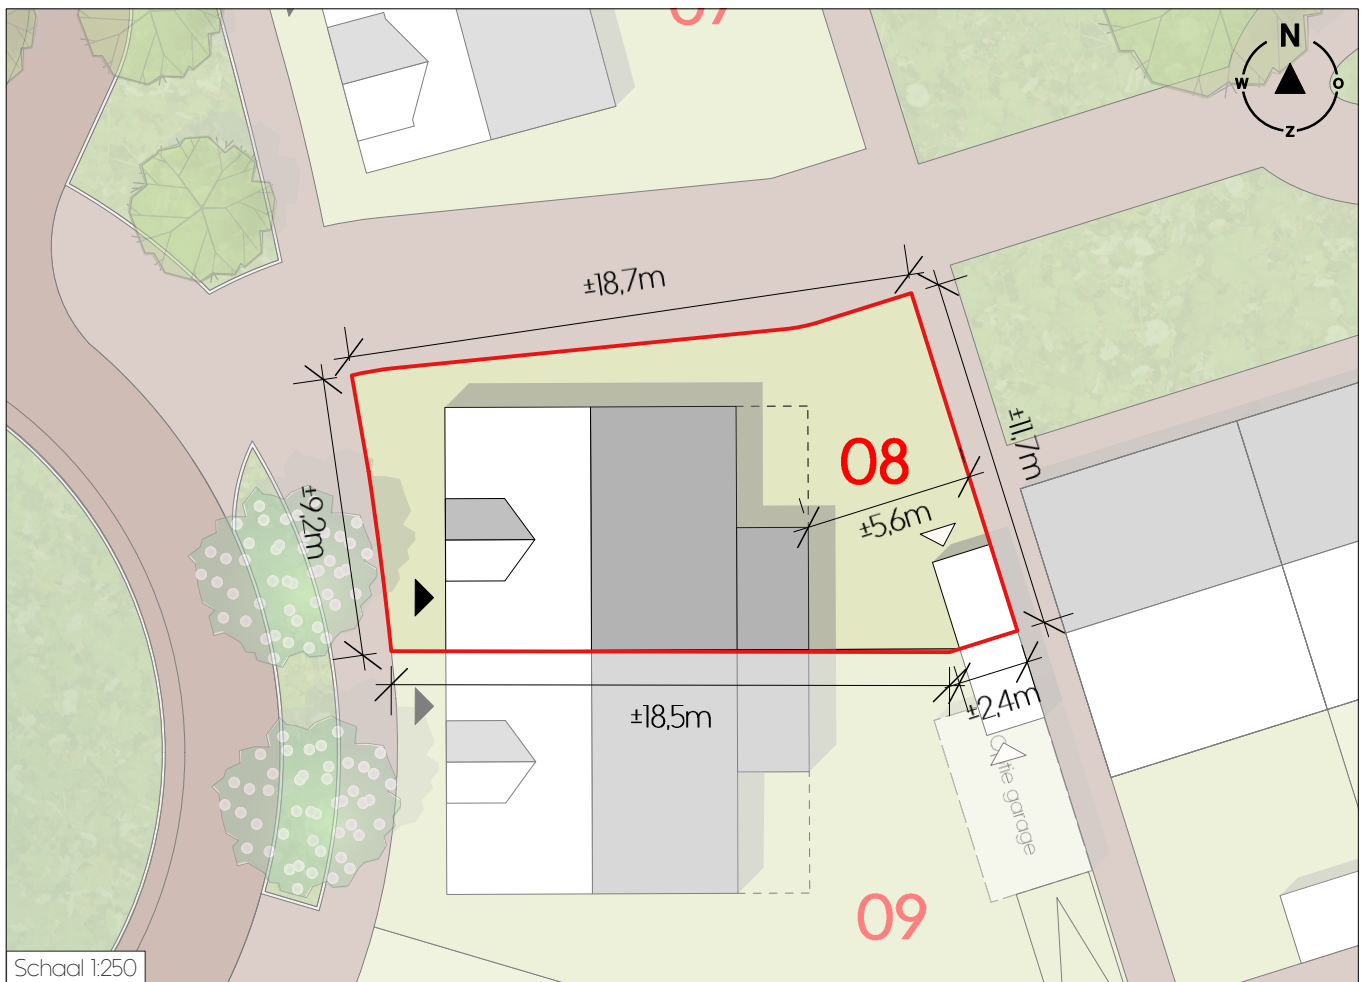 07
N
W
O
Z
±18,7m
±11,7m
08
±9,2m
±5,6m
±2,4m
±18,5m
Optie garage
09
Schaal 1:250